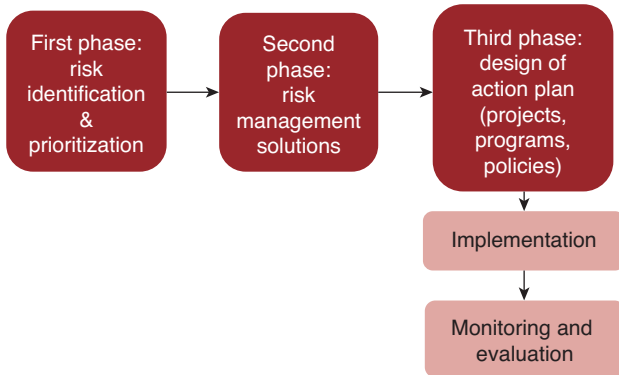 First phase:
risk
identification
&
prioritization
Second
phase:
risk
management
solutions
Third phase:
design of
action plan
(projects,
programs,
policies)
Implementation
Monitoring and
evaluation